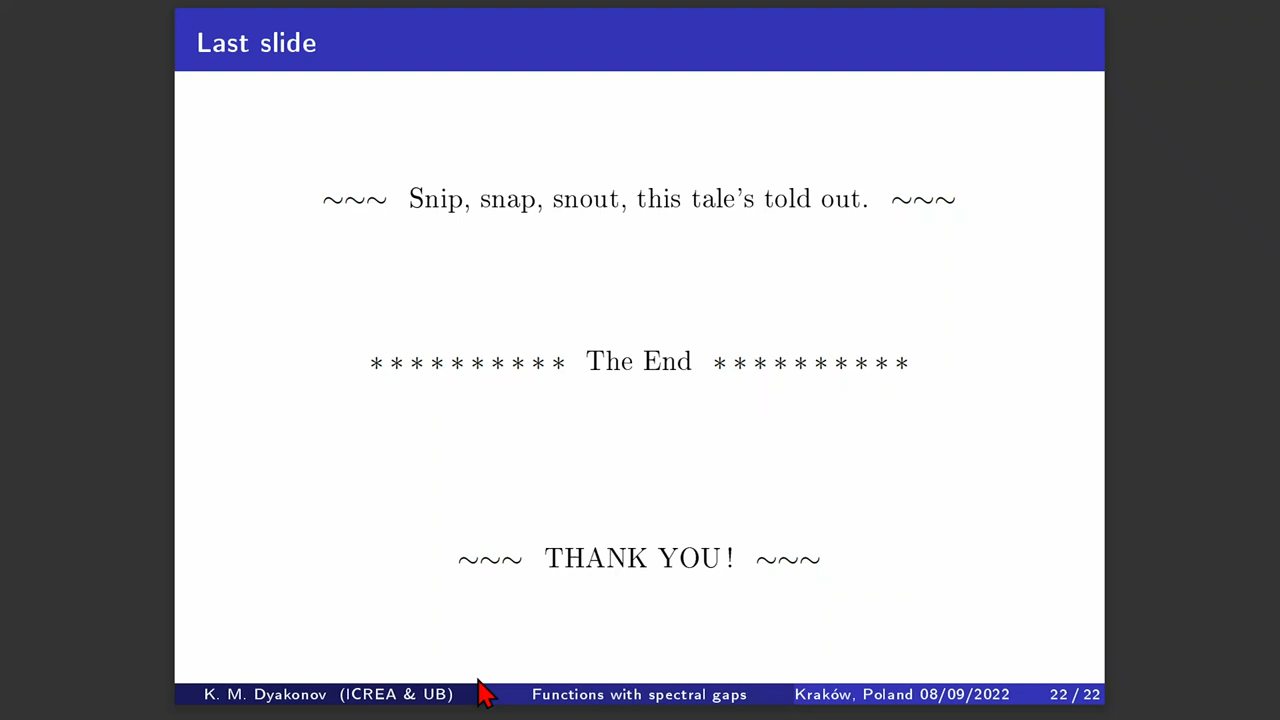 Last slide
∼∼∼ Snip, snap, snout, this tale's told out. ∼∼∼
∗∗∗∗∗∗∗∗∗∗ The End ∗∗∗∗∗∗∗∗∗∗
∼∼∼ THANK YOU! ∼∼∼
K. M. Dyakonov (ICREA & UB) Functions with spectral gaps Kraków, Poland 08/09/2022 22 / 22